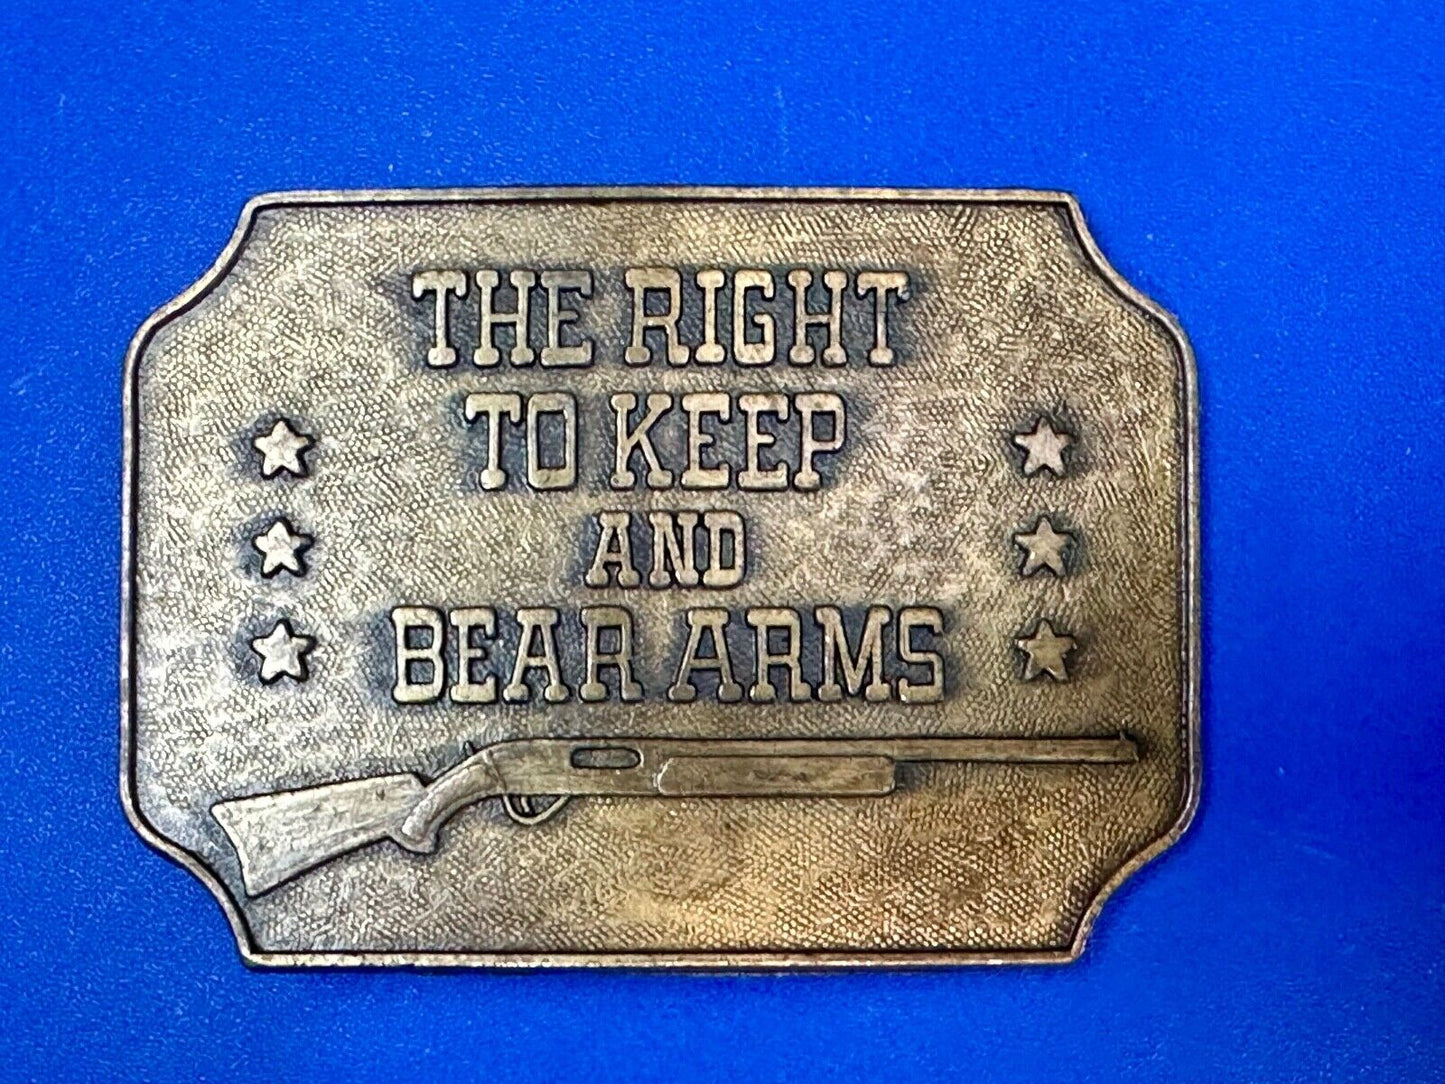 THE RIGHT
TO KEEP
AND
BEAR ARMS